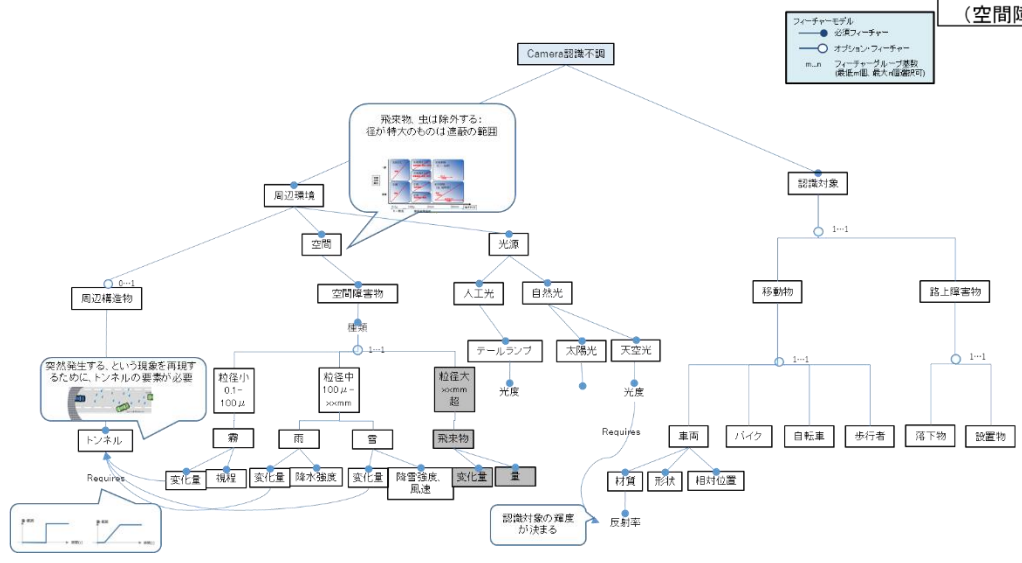 （空間障
フィーチャーモデル
必須フィーチャー
オプション・フィーチャー
m...n フィーチャーグループ基数
(最低m個、最大n個選択可)
Camera認識不調
飛来物、虫は除外する：
径が特大のものは遮蔽の範囲
周辺環境
認識対象
空間
光源
1…1
0…1
周辺構造物
空間障害物
人工光
自然光
移動物
路上障害物
種類
テールランプ
太陽光
天空光
1…1
1…1
1…1
突然発生する、という現象を再現す
るために、トンネルの要素が必要
粒径小
0.1-
100μ
粒径中
100μ-
××mm
粒径大
××mm
超
光度
光度
トンネル
霧
雨
雪
飛来物
Requires
車両
バイク
自転車
歩行者
落下物
設置物
Requires
変化量
視程
変化量
降水強度
変化量
降雪強度、
風速
変化量
量
材質
形状
相対位置
認識対象の輝度
が決まる
反射率